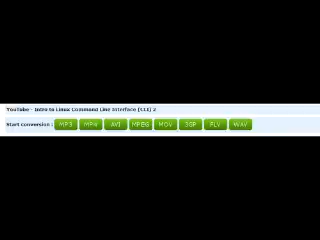 YouTube - Intro to Linux Command Line Interface (CLI) 2
Start conversion : MP3 MP4 AVI MPEG MOV 3GP FLV WAV